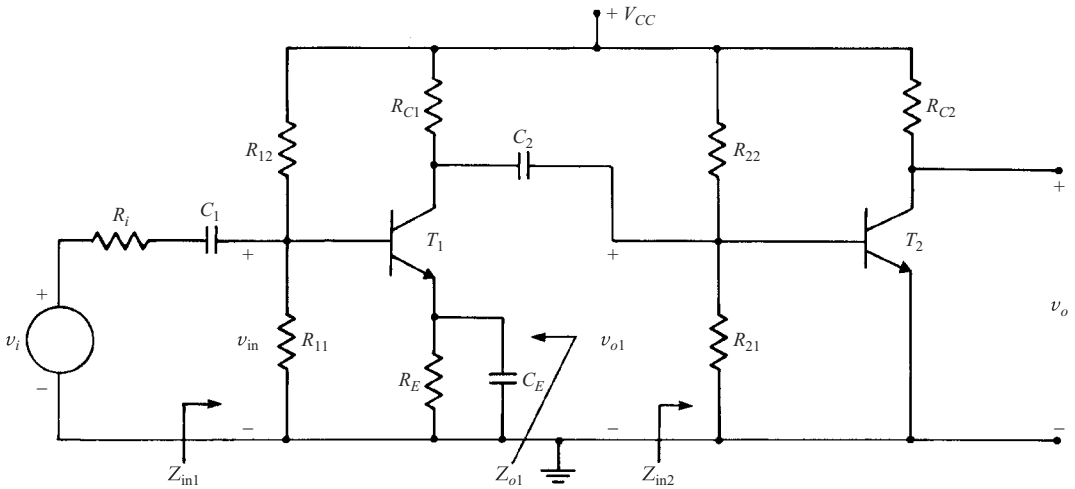 + V_CC
R_C1
R_C2
C_2
R_12
R_22
R_i
C_1
+
T_1
+
T_2
+
+
v_i
v_in
R_11
v_o1
R_21
v_o
R_E
C_E
−
−
−
−
Z_in1
Z_o1
Z_in2